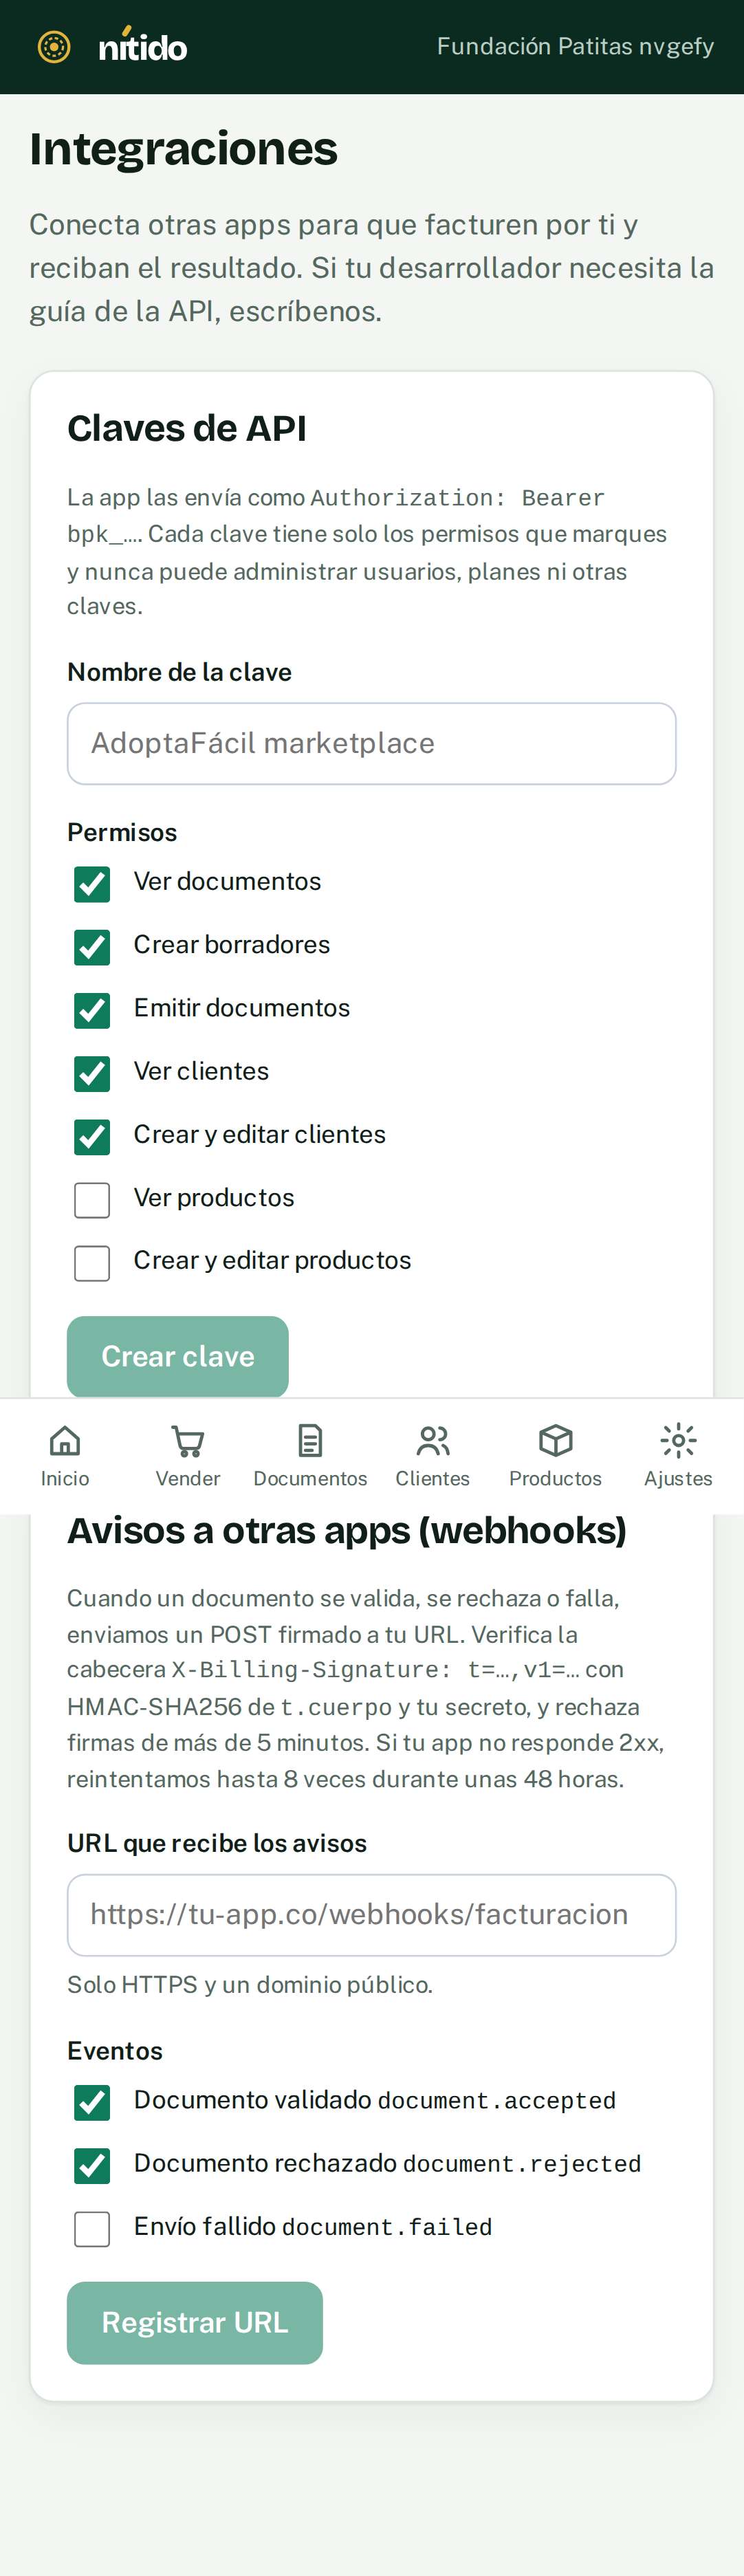 nítido
Fundación Patitas nvgefy
Integraciones
Conecta otras apps para que facturen por ti y
reciban el resultado. Si tu desarrollador necesita la
guía de la API, escríbenos.
Claves de API
La app las envía como Authorization: Bearer
bpk_…. Cada clave tiene solo los permisos que marques
y nunca puede administrar usuarios, planes ni otras
claves.
Nombre de la clave
AdoptaFácil marketplace
Permisos
Ver documentos
Crear borradores
Emitir documentos
Ver clientes
Crear y editar clientes
Ver productos
Crear y editar productos
Crear clave
Inicio
Vender
Documentos
Clientes
Productos
Ajustes
Avisos a otras apps (webhooks)
Cuando un documento se valida, se rechaza o falla,
enviamos un POST firmado a tu URL. Verifica la
cabecera X-Billing-Signature: t=…,v1=… con
HMAC-SHA256 de t.cuerpo y tu secreto, y rechaza
firmas de más de 5 minutos. Si tu app no responde 2xx,
reintentamos hasta 8 veces durante unas 48 horas.
URL que recibe los avisos
https://tu-app.co/webhooks/facturacion
Solo HTTPS y un dominio público.
Eventos
Documento validado document.accepted
Documento rechazado document.rejected
Envío fallido document.failed
Registrar URL